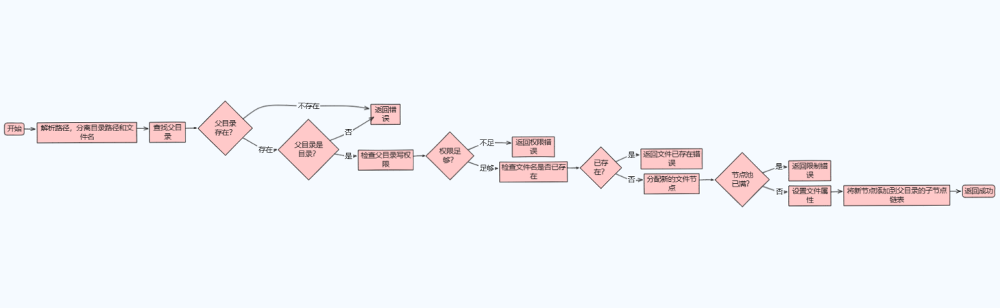 开始
解析路径，分离目录路径和文
件名
查找父目
录
父目录
存在？
不存在
存在
返回错
误
父目录是
目录？
否
是
检查父目录写权
限
权限足
够？
不足
足够
返回权限错
误
检查文件名是否已存
在
已存
在？
是
否
返回文件已存在错
误
分配新的文件节
点
节点池
已满？
是
否
返回限制错
误
设置文件属
性
将新节点添加到父目录的子节点
链表
返回成功